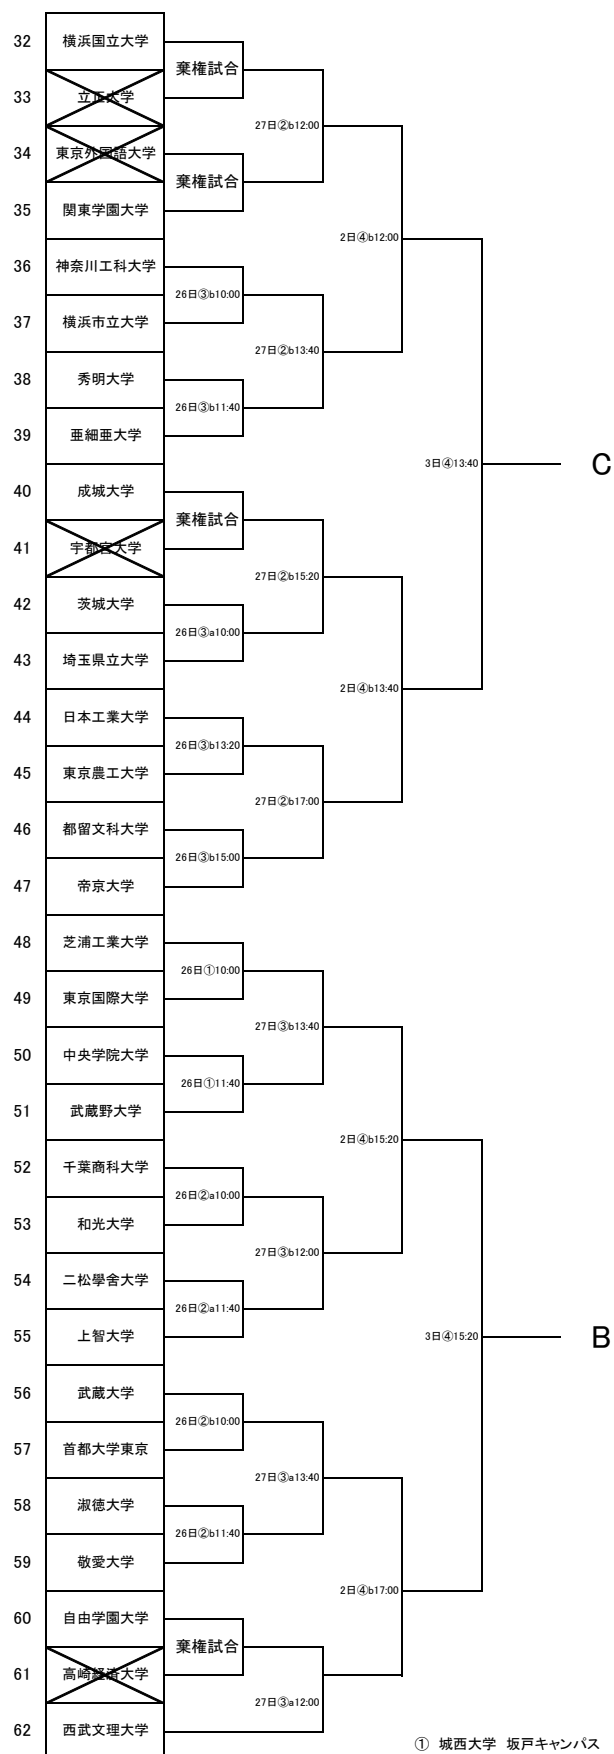 32 横浜国立大学
棄権試合
33 立正大学
27日②b12:00
34 東京外国語大学
棄権試合
35 関東学園大学
2日④b12:00
36 神奈川工科大学
26日③b10:00
37 横浜市立大学
27日②b13:40
38 秀明大学
26日③b11:40
39 亜細亜大学
3日④13:40 C
40 成城大学
棄権試合
41 宇都宮大学
27日②b15:20
42 茨城大学
26日③a10:00
43 埼玉県立大学
2日④b13:40
44 日本工業大学
26日③b13:20
45 東京農工大学
27日②b17:00
46 都留文科大学
26日③b15:00
47 帝京大学
48 芝浦工業大学
26日①10:00
49 東京国際大学
27日③b13:40
50 中央学院大学
26日①11:40
51 武蔵野大学
2日④b15:20
52 千葉商科大学
26日②a10:00
53 和光大学
27日③b12:00
54 二松學舎大学
26日②a11:40
55 上智大学
3日④15:20 B
56 武蔵大学
26日②b10:00
57 首都大学東京
27日③a13:40
58 淑徳大学
26日②b11:40
59 敬愛大学
2日④b17:00
60 自由学園大学
棄権試合
61 高崎経済大学
27日③a12:00
62 西武文理大学
① 城西大学 坂戸キャンパス